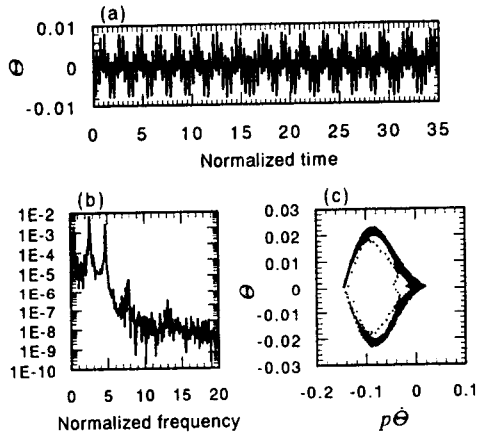 (a)
0.01
0
-0.01
Θ
0 5 10 15 20 25 30 35
Normalized time
(b)
1E-2
1E-3
1E-4
1E-5
1E-6
1E-7
1E-8
1E-9
1E-10
0 5 10 15 20
Normalized frequency
(c)
0.03
0.02
0.01
0
-0.01
-0.02
-0.03
Θ
-0.2 -0.1 0 0.1
pΘ̇